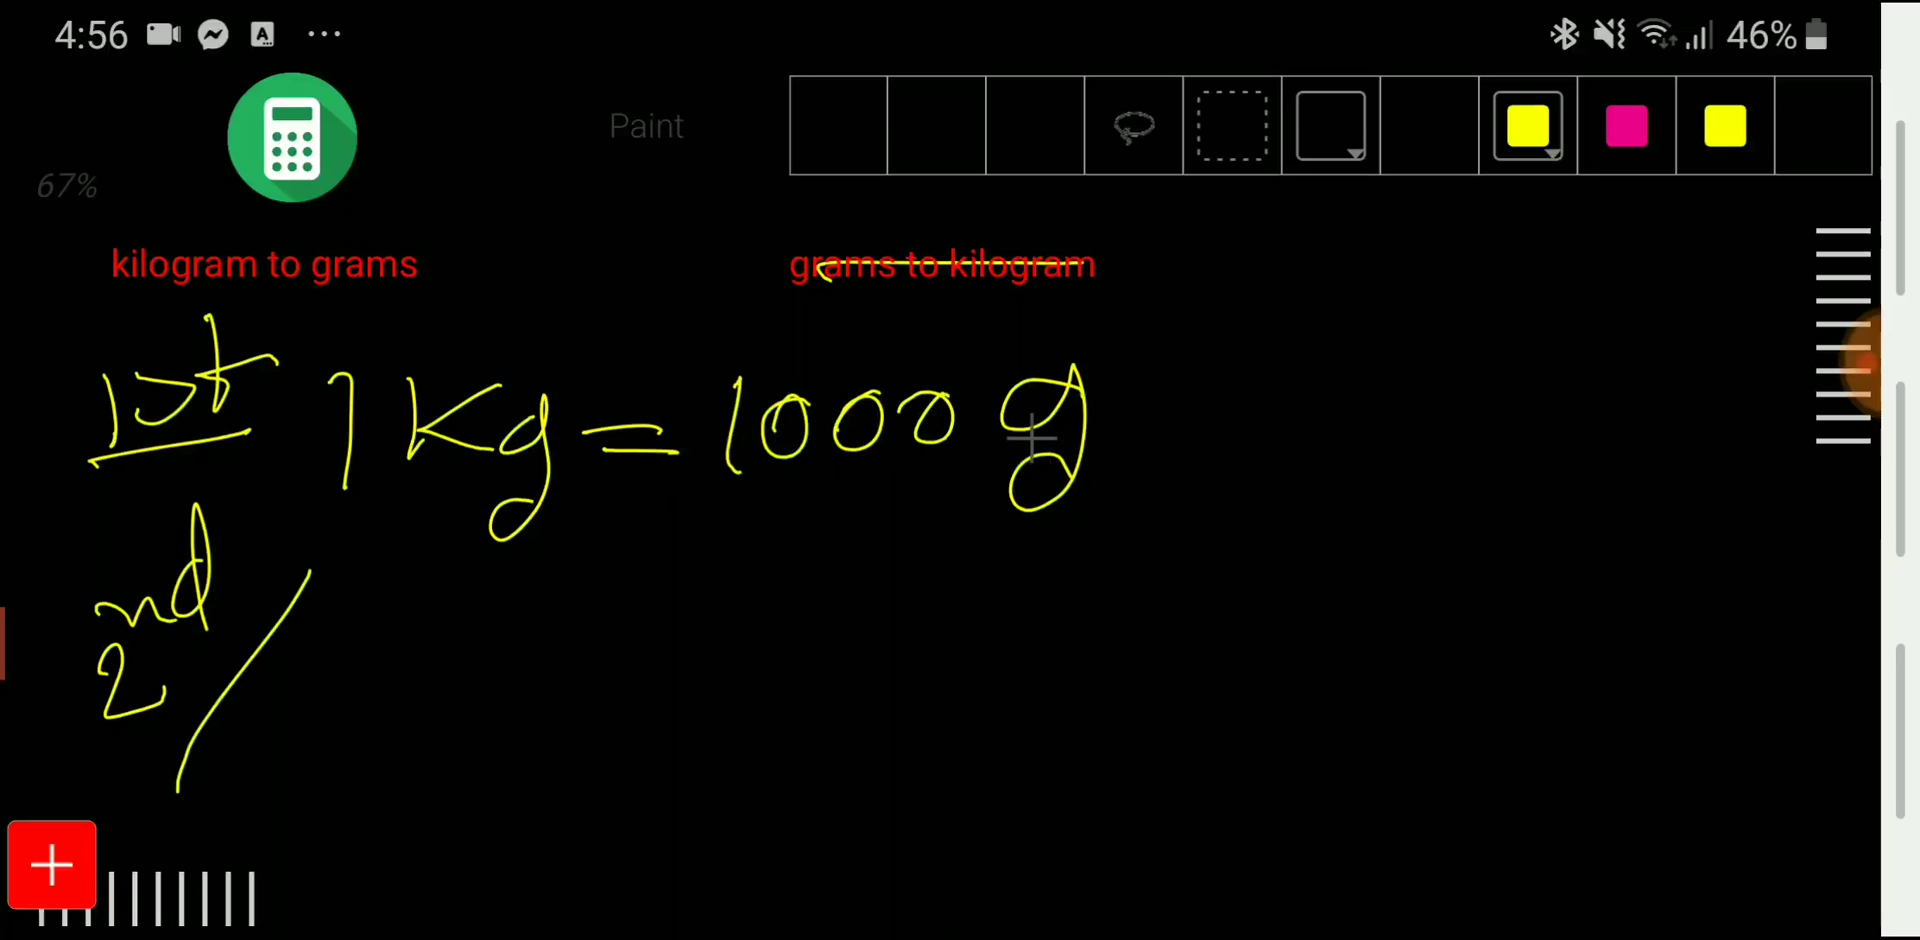 4:56 A ... 46%
Paint
67%
kilogram to grams grams to kilogram
1st 1 Kg = 1000 g
2nd /